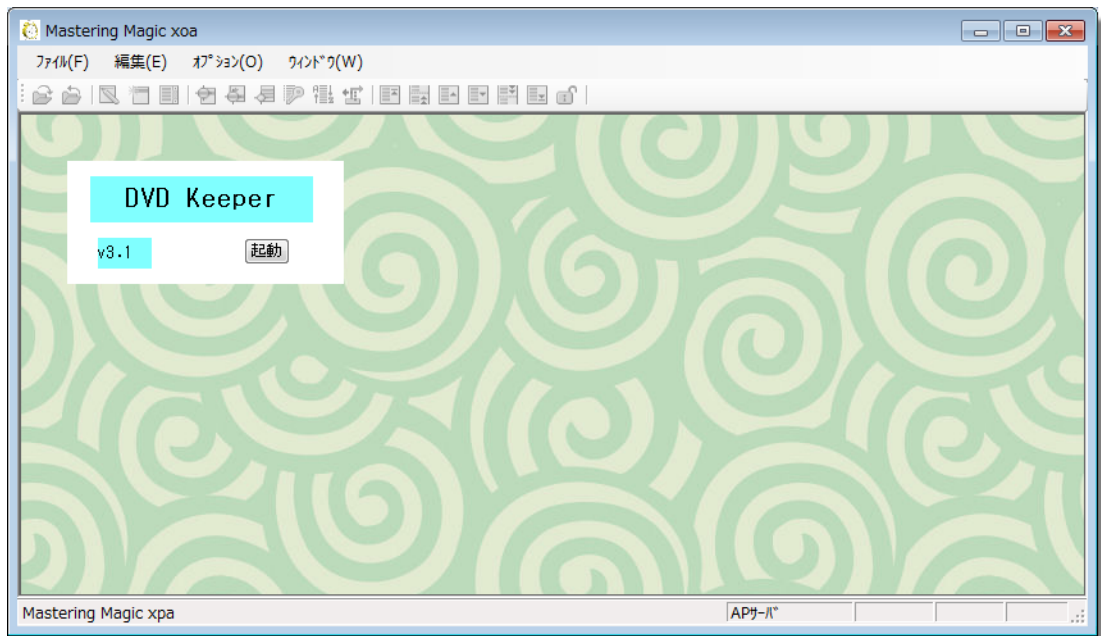 Mastering Magic xoa
ﾌｧｲﾙ(F) 編集(E) ｵﾌﾟｼｮﾝ(O) ｳｨﾝﾄﾞｳ(W)
DVD Keeper
v3.1 起動
Mastering Magic xpa APｻｰﾊﾞ